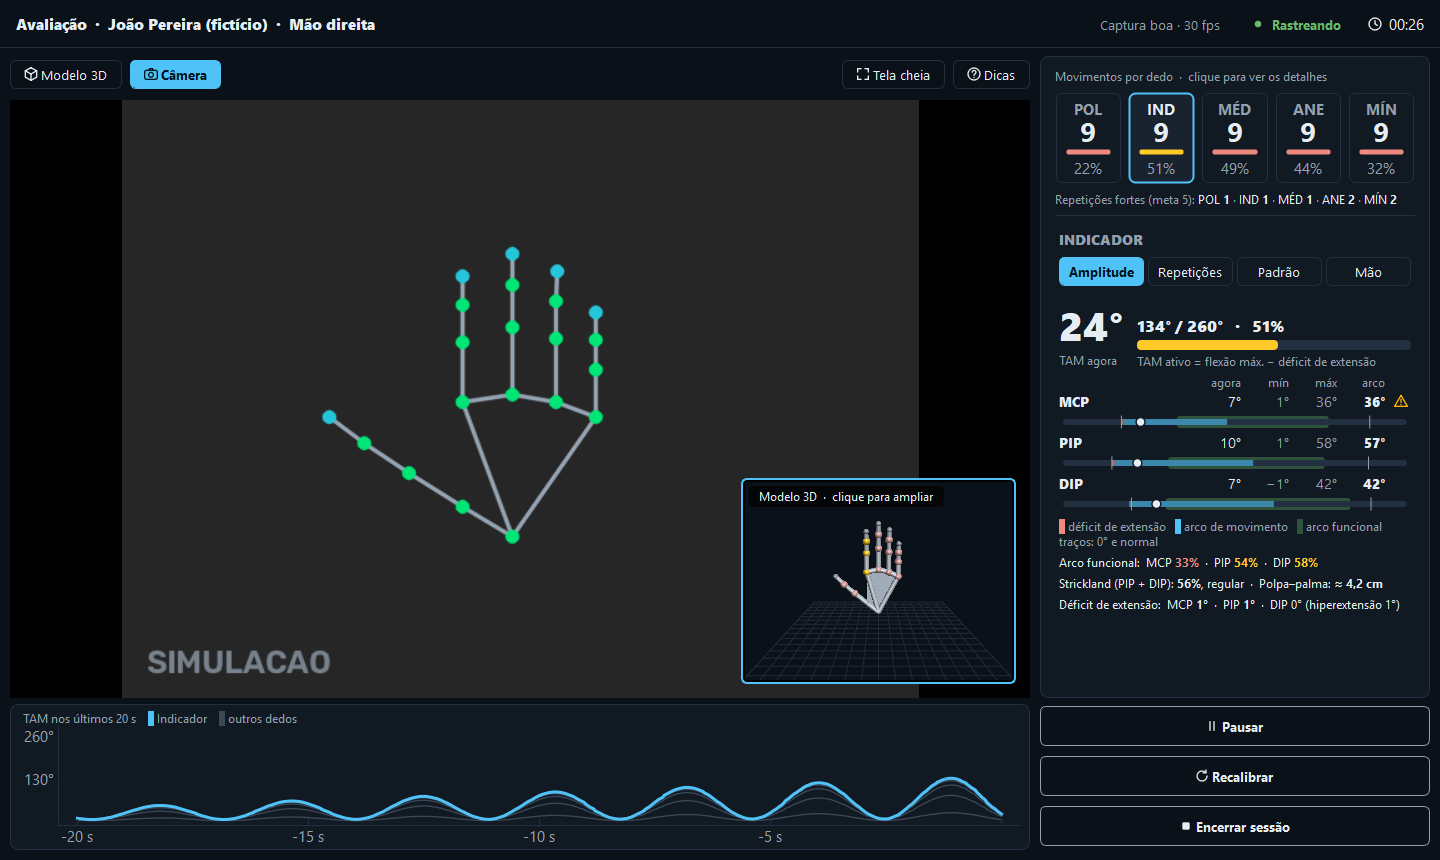 Avaliação · João Pereira (fictício) · Mão direita
Captura boa · 30 fps
Rastreando
00:26
Modelo 3D
Câmera
Tela cheia
Dicas
SIMULACAO
Modelo 3D · clique para ampliar
TAM nos últimos 20 s
Indicador
outros dedos
260°
130°
-20 s
-15 s
-10 s
-5 s
Movimentos por dedo · clique para ver os detalhes
POL
9
22%
IND
9
51%
MÉD
9
49%
ANE
9
44%
MÍN
9
32%
Repetições fortes (meta 5): POL 1 · IND 1 · MÉD 1 · ANE 2 · MÍN 2
INDICADOR
Amplitude
Repetições
Padrão
Mão
24°
TAM agora
134° / 260° · 51%
TAM ativo = flexão máx. − déficit de extensão
agora mín máx arco
MCP 7° 1° 36° 36°
PIP 10° 1° 58° 57°
DIP 7° −1° 42° 42°
déficit de extensão arco de movimento arco funcional
traços: 0° e normal
Arco funcional: MCP 33% · PIP 54% · DIP 58%
Strickland (PIP + DIP): 56%, regular · Polpa–palma: ≈ 4,2 cm
Déficit de extensão: MCP 1° · PIP 1° · DIP 0° (hiperextensão 1°)
Pausar
Recalibrar
Encerrar sessão